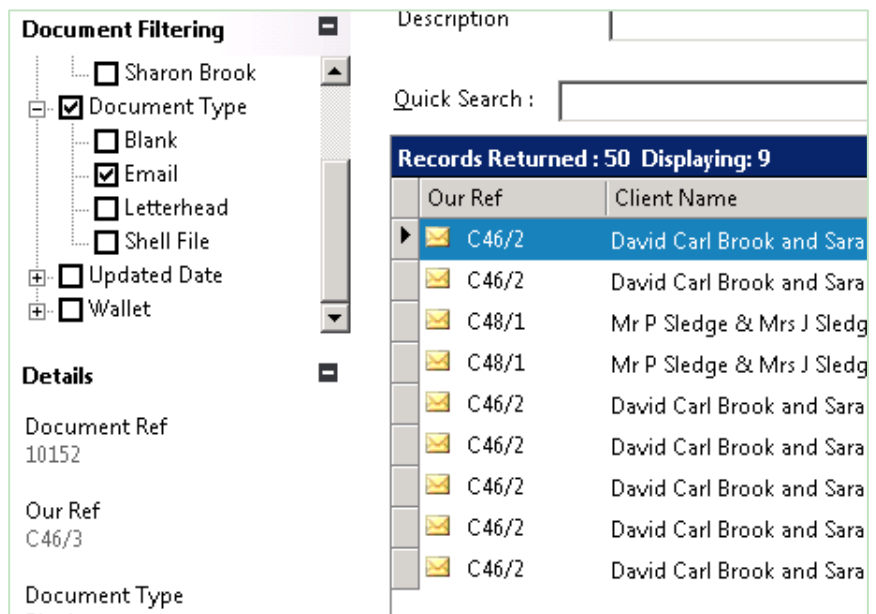 Document Filtering
Sharon Brook
Document Type
Blank
Email
Letterhead
Shell File
Updated Date
Wallet
Details
Document Ref
10152
Our Ref
C46/3
Document Type
Description
Quick Search :
Records Returned : 50 Displaying: 9
Our Ref Client Name
C46/2 David Carl Brook and Sara
C46/2 David Carl Brook and Sara
C48/1 Mr P Sledge & Mrs J Sledg
C48/1 Mr P Sledge & Mrs J Sledg
C46/2 David Carl Brook and Sara
C46/2 David Carl Brook and Sara
C46/2 David Carl Brook and Sara
C46/2 David Carl Brook and Sara
C46/2 David Carl Brook and Sara